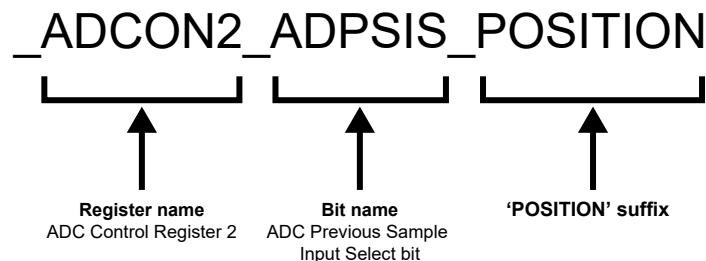 _ADCON2_ADPSIS_POSITION
Register name
ADC Control Register 2
Bit name
ADC Previous Sample
Input Select bit
‘POSITION’ suffix